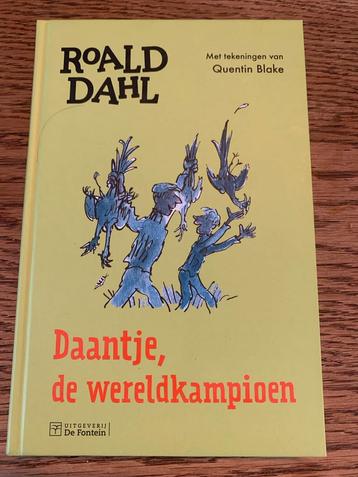 ROALD
DAHL
Met tekeningen van
Quentin Blake
Daantje,
de wereldkampioen
UITGEVERIJ
De Fontein